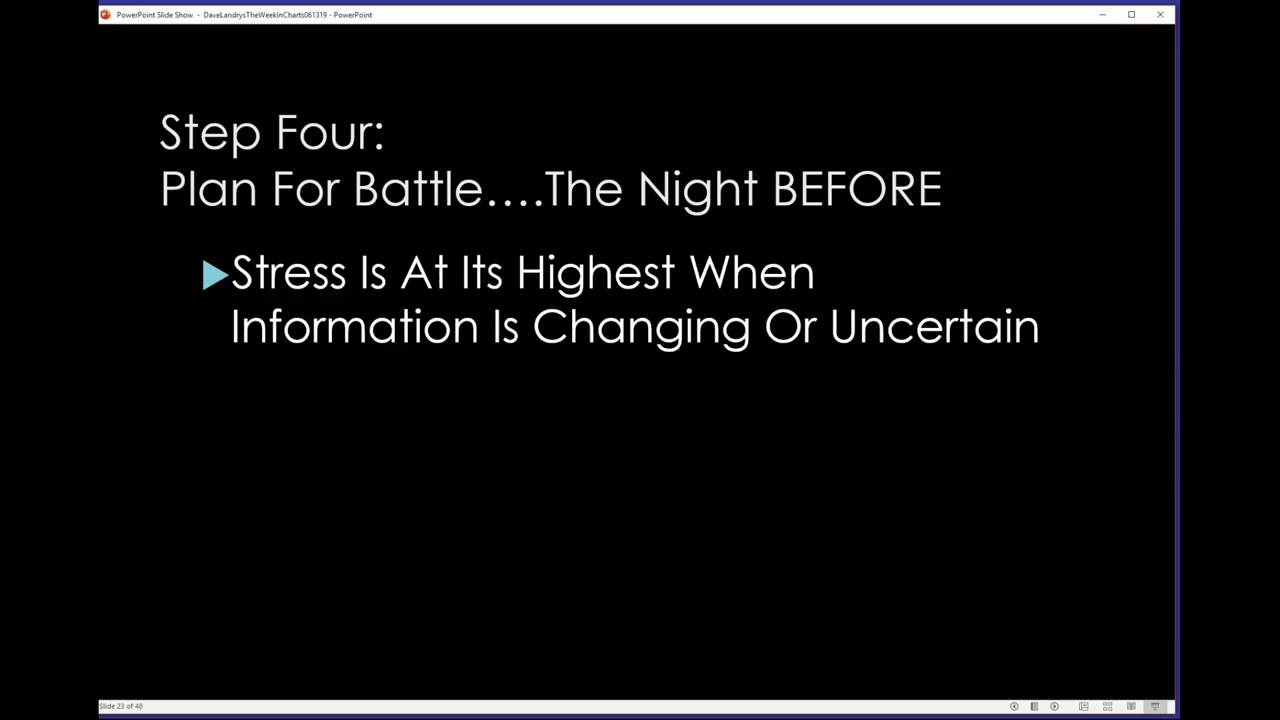 PowerPoint Slide Show - DaveLandrysTheWeekInCharts061319 - PowerPoint
Step Four:
Plan For Battle....The Night BEFORE
Stress Is At Its Highest When
Information Is Changing Or Uncertain
Slide 23 of 48